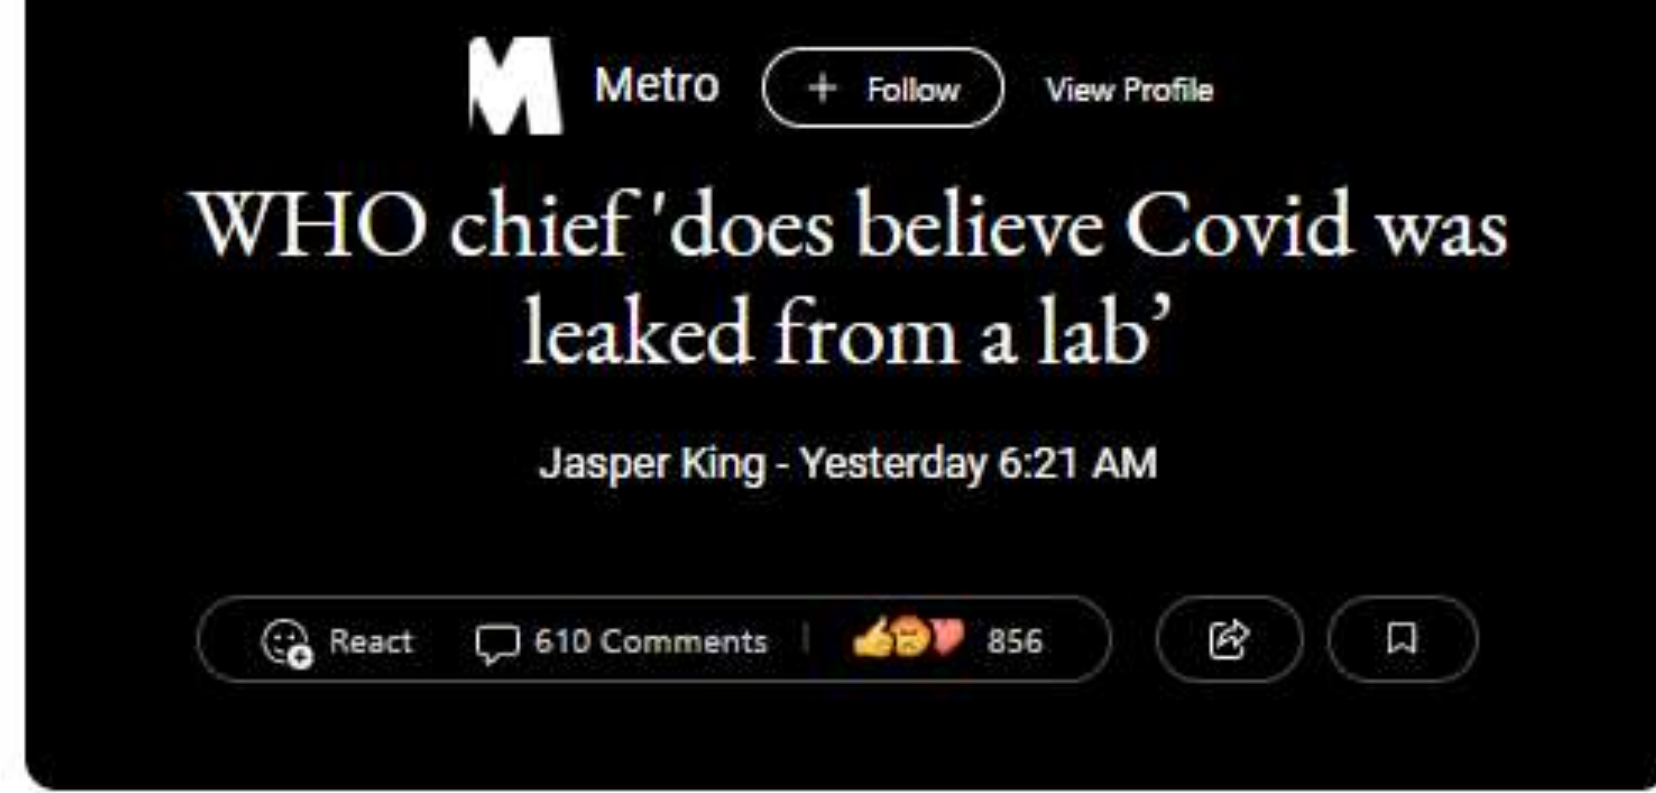 Metro + Follow View Profile
WHO chief 'does believe Covid was
leaked from a lab’
Jasper King - Yesterday 6:21 AM
React 610 Comments 856